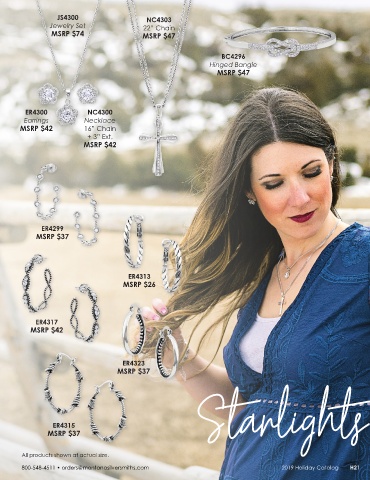 JS4300
Jewelry Set
MSRP $74
NC4303
22" Chain
MSRP $47
BC4296
Hinged Bangle
MSRP $47
ER4300
Earrings
MSRP $42
NC4300
Necklace
16" Chain
+ 3" Ext.
MSRP $42
ER4299
MSRP $37
ER4313
MSRP $26
ER4317
MSRP $42
ER4323
MSRP $37
ER4315
MSRP $37
Starlights
All products shown at actual size.
800-548-4511 • orders@montanasilversmiths.com
2019 Holiday Catalog H21